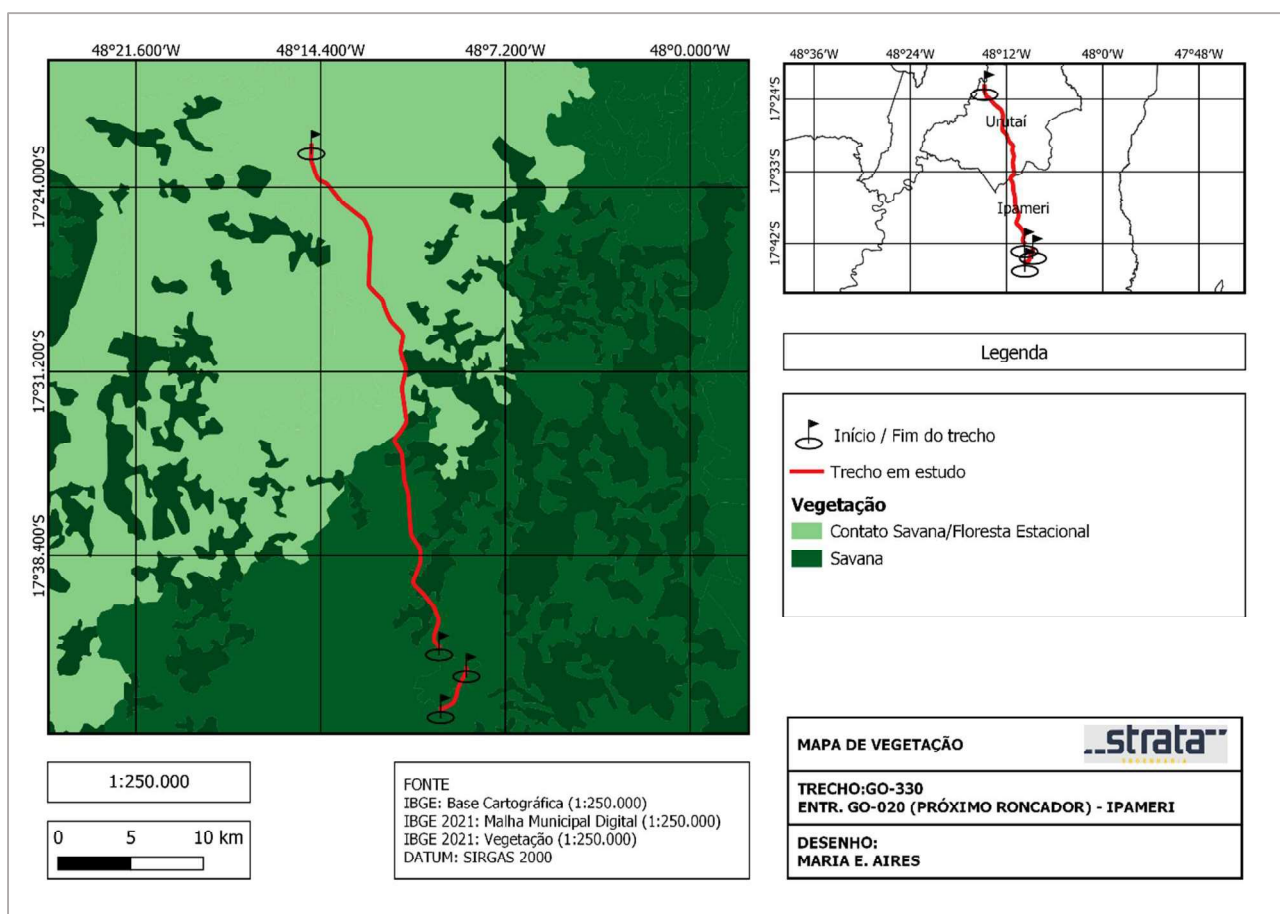 48°21.600'W
48°14.400'W
48°7.200'W
48°0.000'W
17°24.000'S
17°31.200'S
17°38.400'S
48°36'W
48°24'W
48°12'W
48°0'W
47°48'W
17°24'S
17°33'S
17°42'S
Urutaí
Ipameri
Legenda
Início / Fim do trecho
Trecho em estudo
Vegetação
Contato Savana/Floresta Estacional
Savana
1:250.000
0 5 10 km
FONTE
IBGE: Base Cartográfica (1:250.000)
IBGE 2021: Malha Municipal Digital (1:250.000)
IBGE 2021: Vegetação (1:250.000)
DATUM: SIRGAS 2000
MAPA DE VEGETAÇÃO
strata
ENGENHARIA
TRECHO:GO-330
ENTR. GO-020 (PRÓXIMO RONCADOR) - IPAMERI
DESENHO:
MARIA E. AIRES